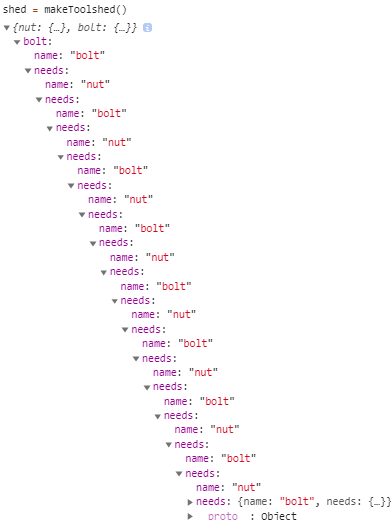 shed = makeToolshed()
{nut: {…}, bolt: {…}} i
bolt:
name: "bolt"
needs:
name: "nut"
needs:
name: "bolt"
needs:
name: "nut"
needs:
name: "bolt"
needs:
name: "nut"
needs:
name: "bolt"
needs:
name: "nut"
needs:
name: "bolt"
needs:
name: "nut"
needs:
name: "bolt"
needs:
name: "nut"
needs:
name: "bolt"
needs:
name: "nut"
needs:
name: "bolt"
needs:
name: "nut"
needs: {name: "bolt", needs: {…}}
proto : Object